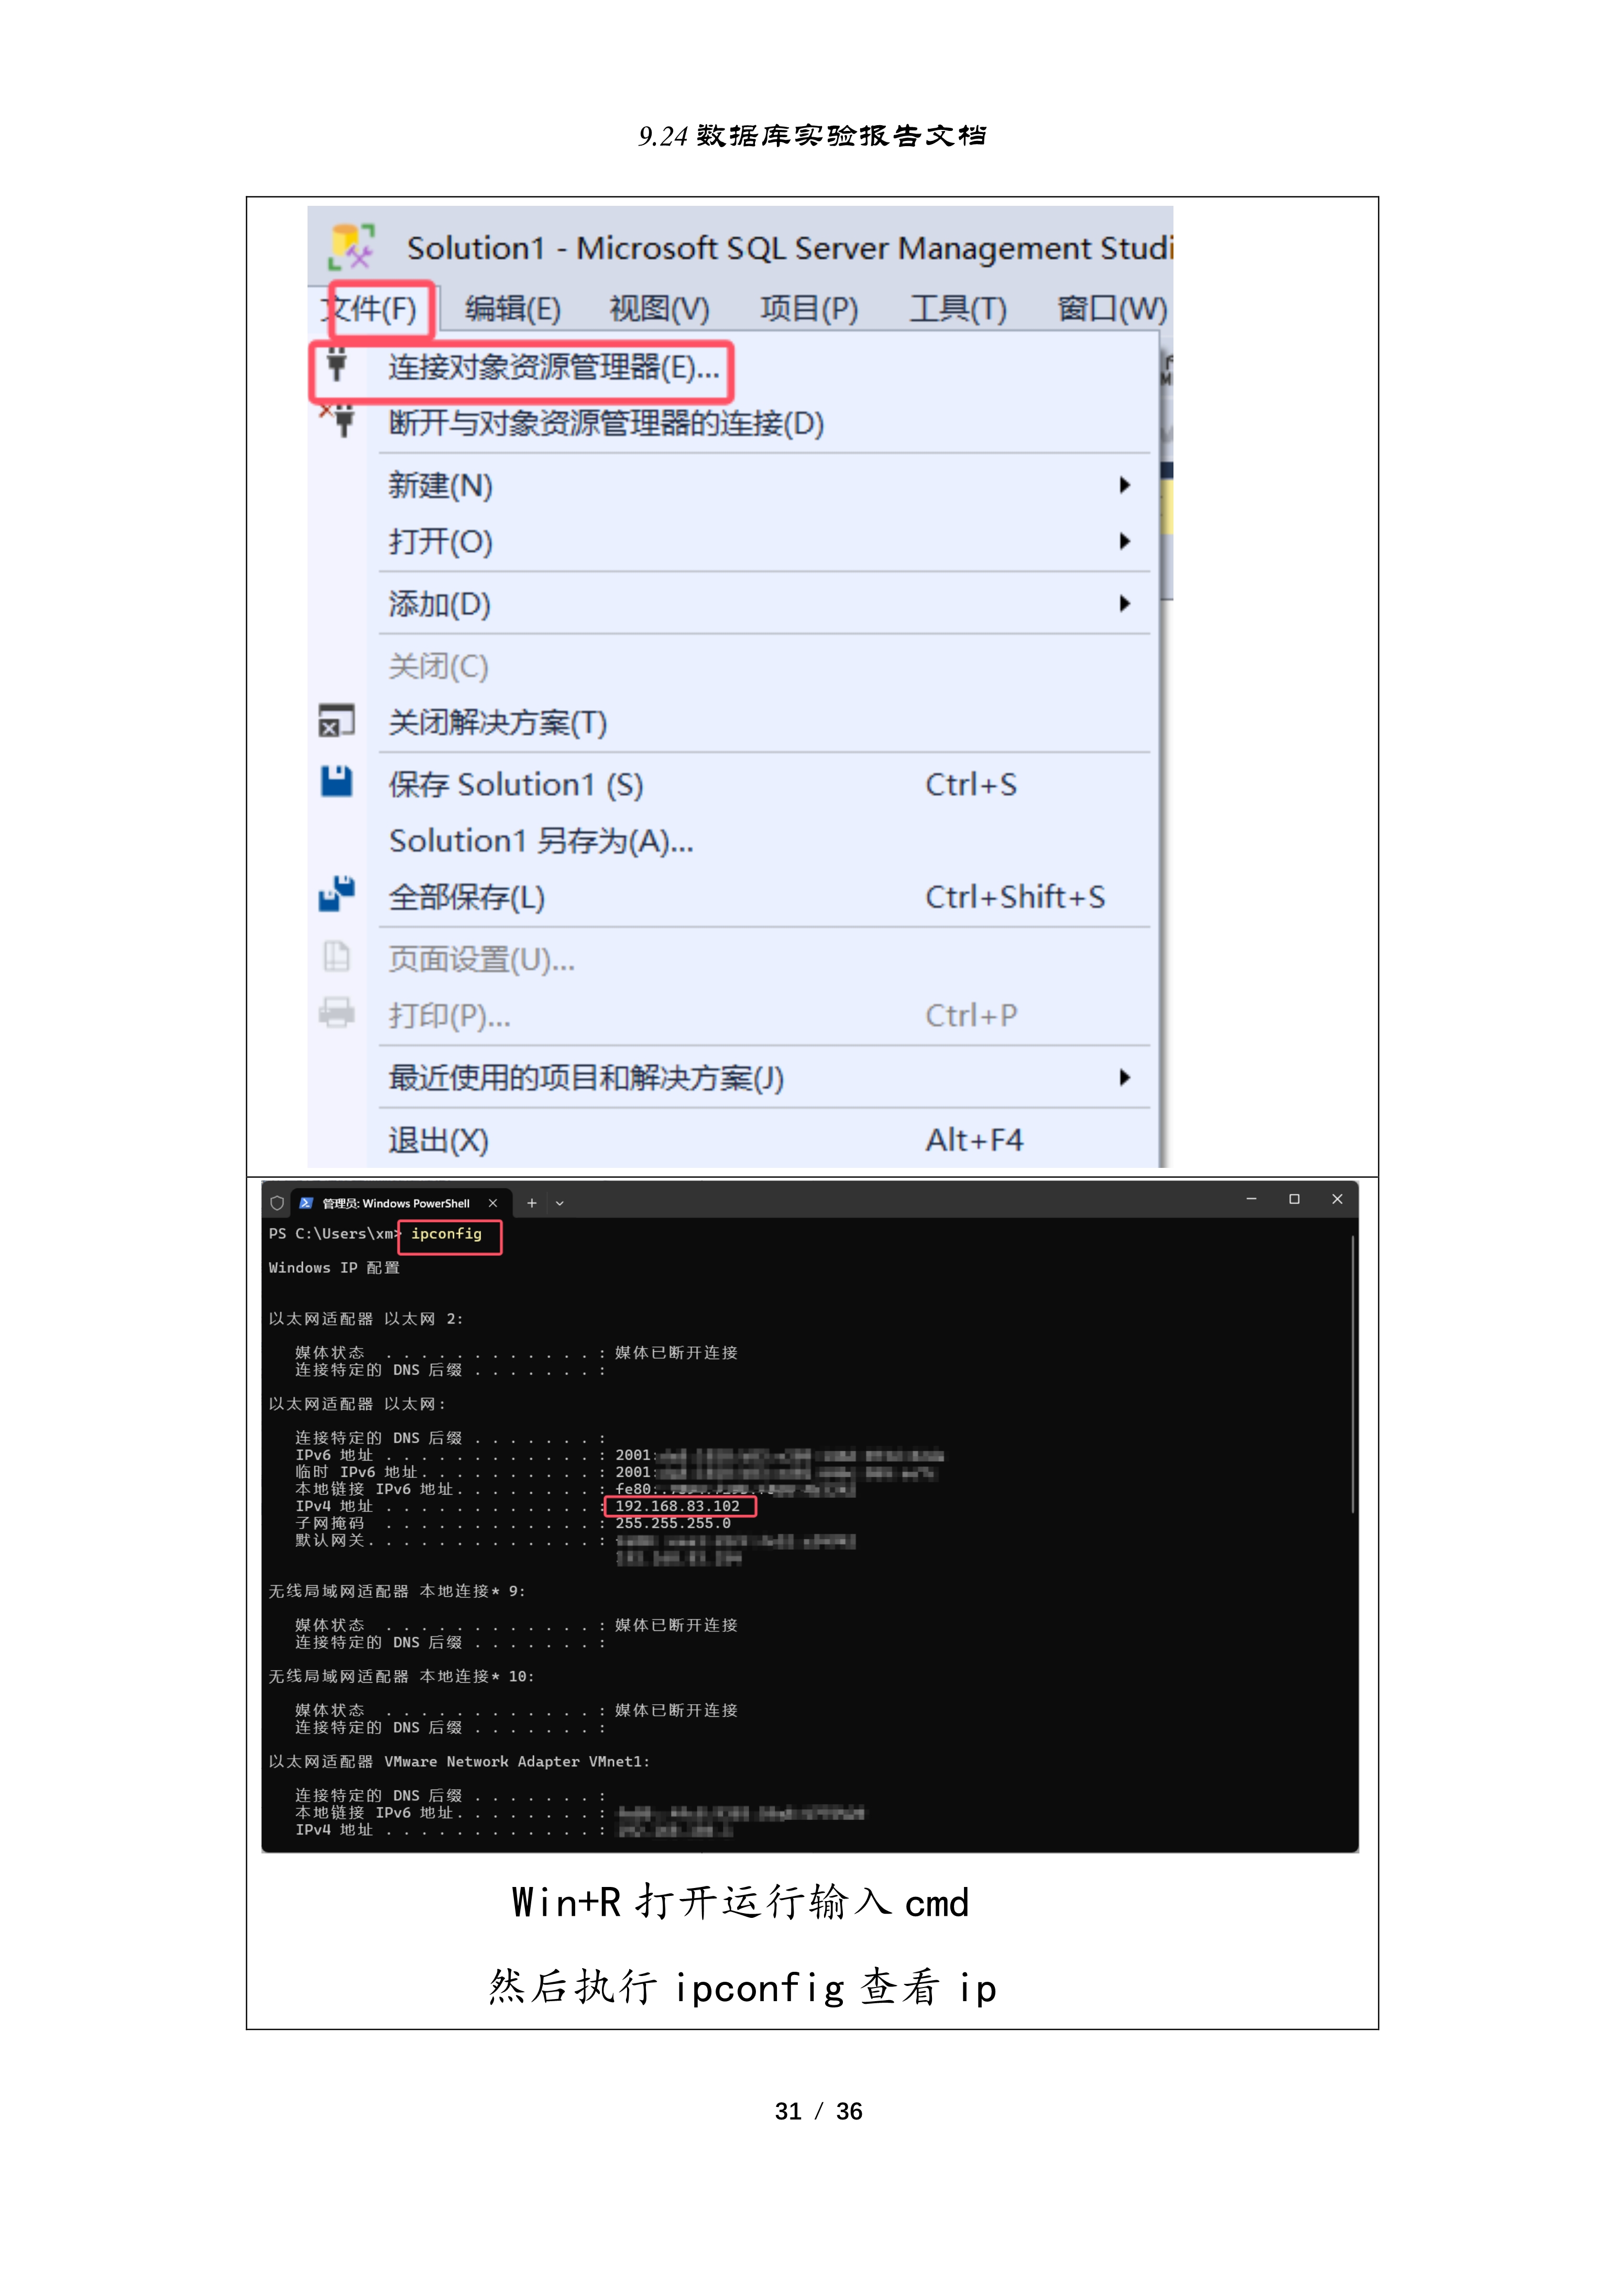 9.24 数据库实验报告文档
Solution1 - Microsoft SQL Server Management Studi
文件(F) 编辑(E) 视图(V) 项目(P) 工具(T) 窗口(W)
连接对象资源管理器(E)...
断开与对象资源管理器的连接(D)
新建(N)
打开(O)
添加(D)
关闭(C)
关闭解决方案(T)
保存 Solution1 (S) Ctrl+S
Solution1 另存为(A)...
全部保存(L) Ctrl+Shift+S
页面设置(U)...
打印(P)... Ctrl+P
最近使用的项目和解决方案(J)
退出(X) Alt+F4
管理员: Windows PowerShell
PS C:\Users\xm> ipconfig
Windows IP 配置
以太网适配器 以太网 2:
媒体状态 . . . . . . . . . . . . : 媒体已断开连接
连接特定的 DNS 后缀 . . . . . . . :
以太网适配器 以太网:
连接特定的 DNS 后缀 . . . . . . . :
IPv6 地址 . . . . . . . . . . . . : 2001:
临时 IPv6 地址. . . . . . . . . . : 2001:
本地链接 IPv6 地址. . . . . . . . : fe80:
IPv4 地址 . . . . . . . . . . . . : 192.168.83.102
子网掩码 . . . . . . . . . . . . : 255.255.255.0
默认网关. . . . . . . . . . . . . :
无线局域网适配器 本地连接* 9:
媒体状态 . . . . . . . . . . . . : 媒体已断开连接
连接特定的 DNS 后缀 . . . . . . . :
无线局域网适配器 本地连接* 10:
媒体状态 . . . . . . . . . . . . : 媒体已断开连接
连接特定的 DNS 后缀 . . . . . . . :
以太网适配器 VMware Network Adapter VMnet1:
连接特定的 DNS 后缀 . . . . . . . :
本地链接 IPv6 地址. . . . . . . . :
IPv4 地址 . . . . . . . . . . . . :
Win+R 打开运行输入 cmd
然后执行 ipconfig 查看 ip
31 / 36